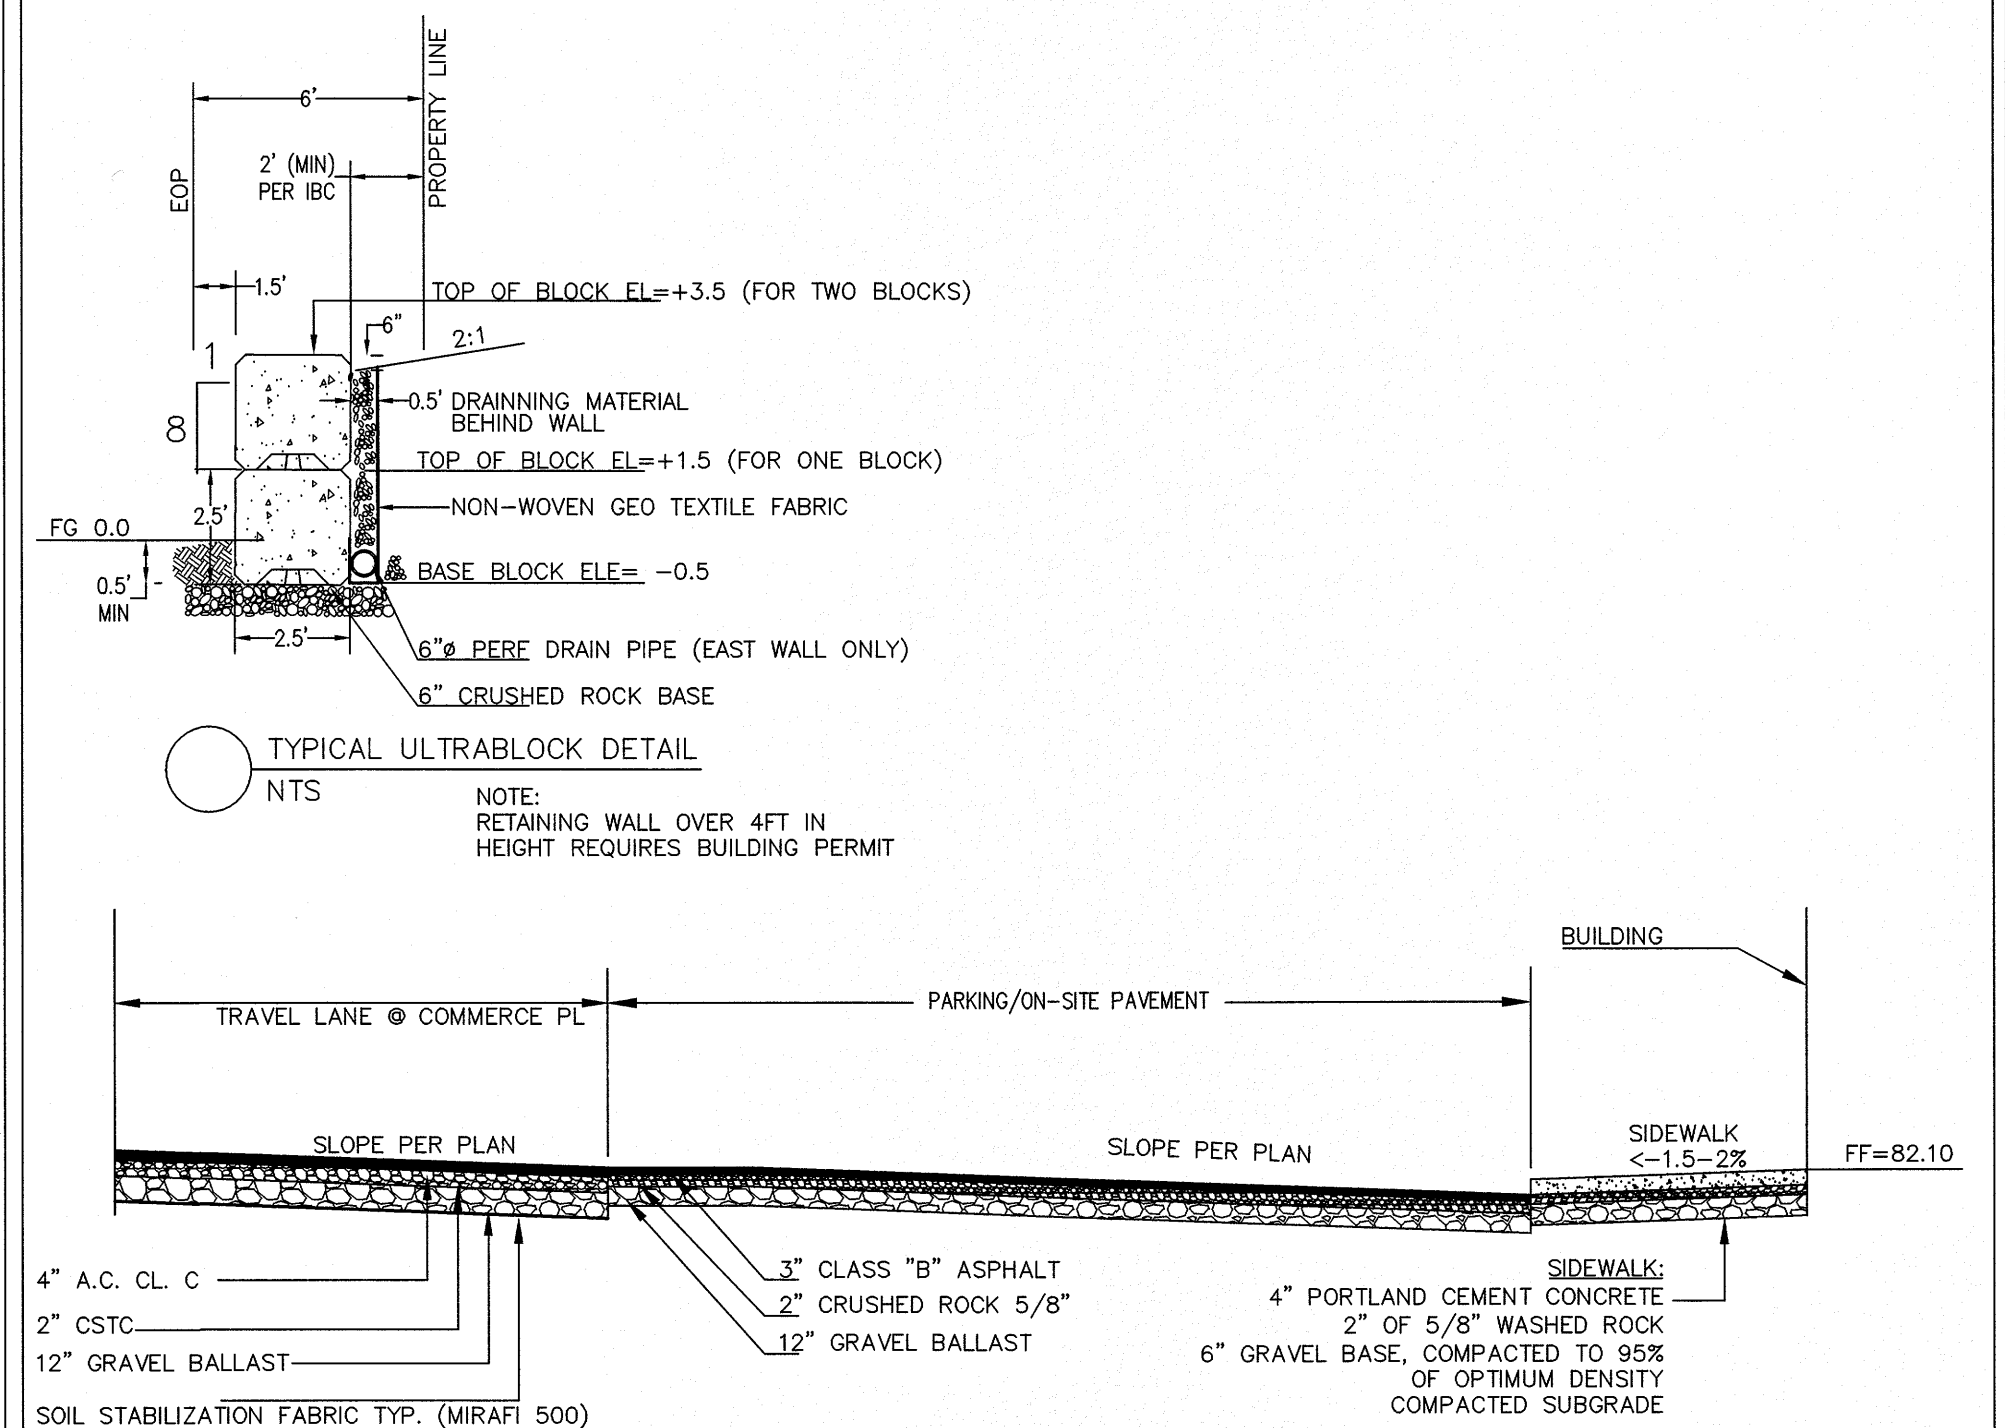 6'
PROPERTY LINE
EOP
2' (MIN)
PER IBC
1.5'
TOP OF BLOCK EL=+3.5 (FOR TWO BLOCKS)
6"
2:1
1
8
0.5' DRAINNING MATERIAL
BEHIND WALL
TOP OF BLOCK EL=+1.5 (FOR ONE BLOCK)
2.5'
NON-WOVEN GEO TEXTILE FABRIC
FG 0.0
0.5'
MIN
BASE BLOCK ELE= -0.5
2.5'
6"ø PERF DRAIN PIPE (EAST WALL ONLY)
6" CRUSHED ROCK BASE
TYPICAL ULTRABLOCK DETAIL
NTS
NOTE:
RETAINING WALL OVER 4FT IN
HEIGHT REQUIRES BUILDING PERMIT
BUILDING
TRAVEL LANE @ COMMERCE PL
PARKING/ON-SITE PAVEMENT
SLOPE PER PLAN
SLOPE PER PLAN
SIDEWALK
<-1.5-2%
FF=82.10
4" A.C. CL. C
2" CSTC
12" GRAVEL BALLAST
SOIL STABILIZATION FABRIC TYP. (MIRAFI 500)
3" CLASS "B" ASPHALT
2" CRUSHED ROCK 5/8"
12" GRAVEL BALLAST
SIDEWALK:
4" PORTLAND CEMENT CONCRETE
2" OF 5/8" WASHED ROCK
6" GRAVEL BASE, COMPACTED TO 95%
OF OPTIMUM DENSITY
COMPACTED SUBGRADE